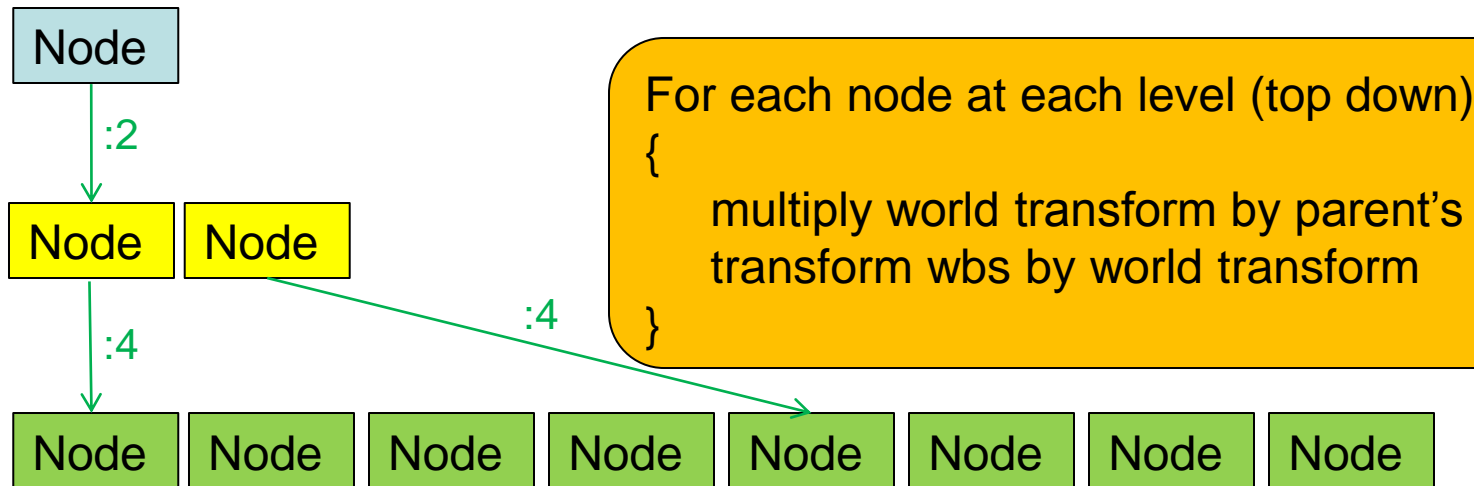 Node
:2
For each node at each level (top down)
{
multiply world transform by parent's
transform wbs by world transform
}
Node Node
:4 :4
Node Node Node Node Node Node Node Node